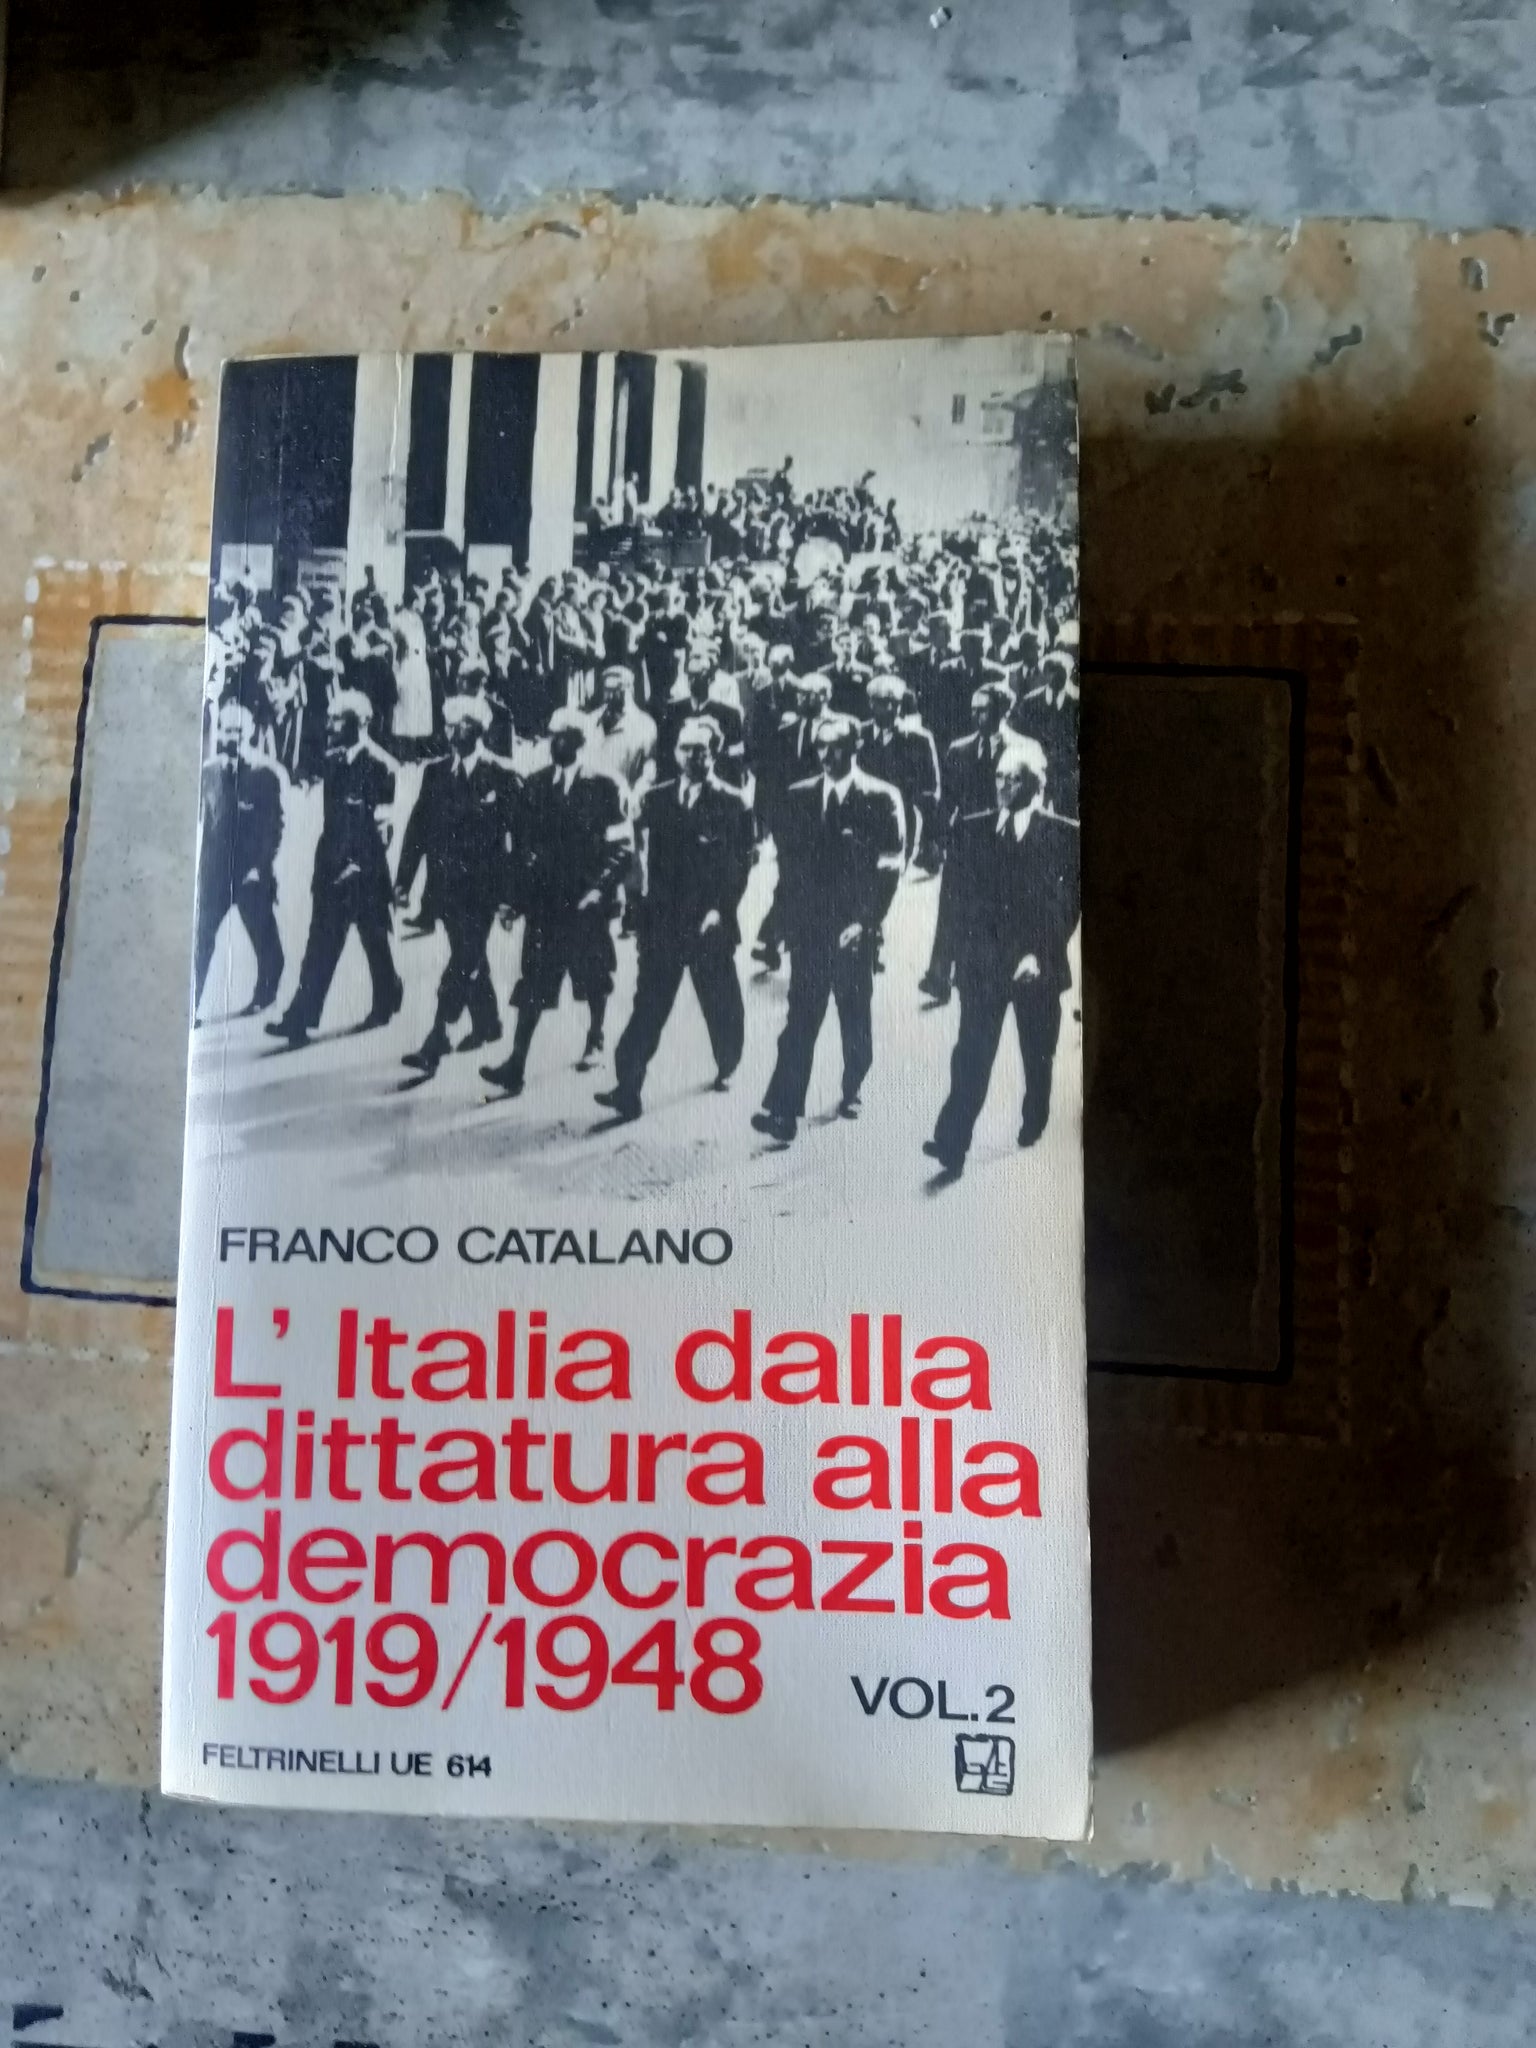 FRANCO CATALANO
L' Italia dalla
dittatura alla
democrazia
1919/1948
VOL.2
FELTRINELLI UE 614